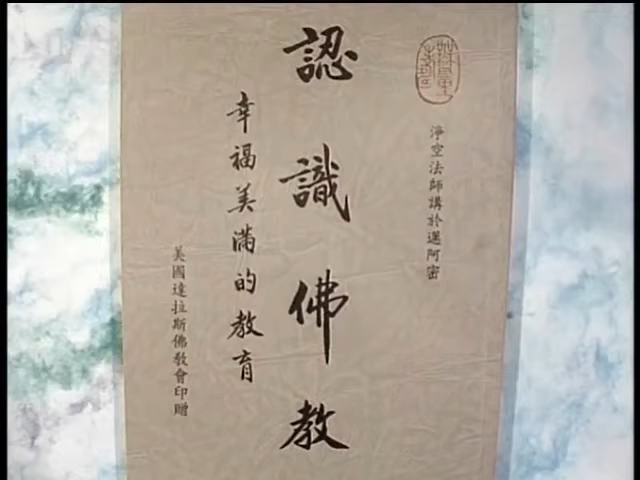 淨空法師講於邁阿密
認識佛教
幸福美滿的教育
美國達拉斯佛教會印贈